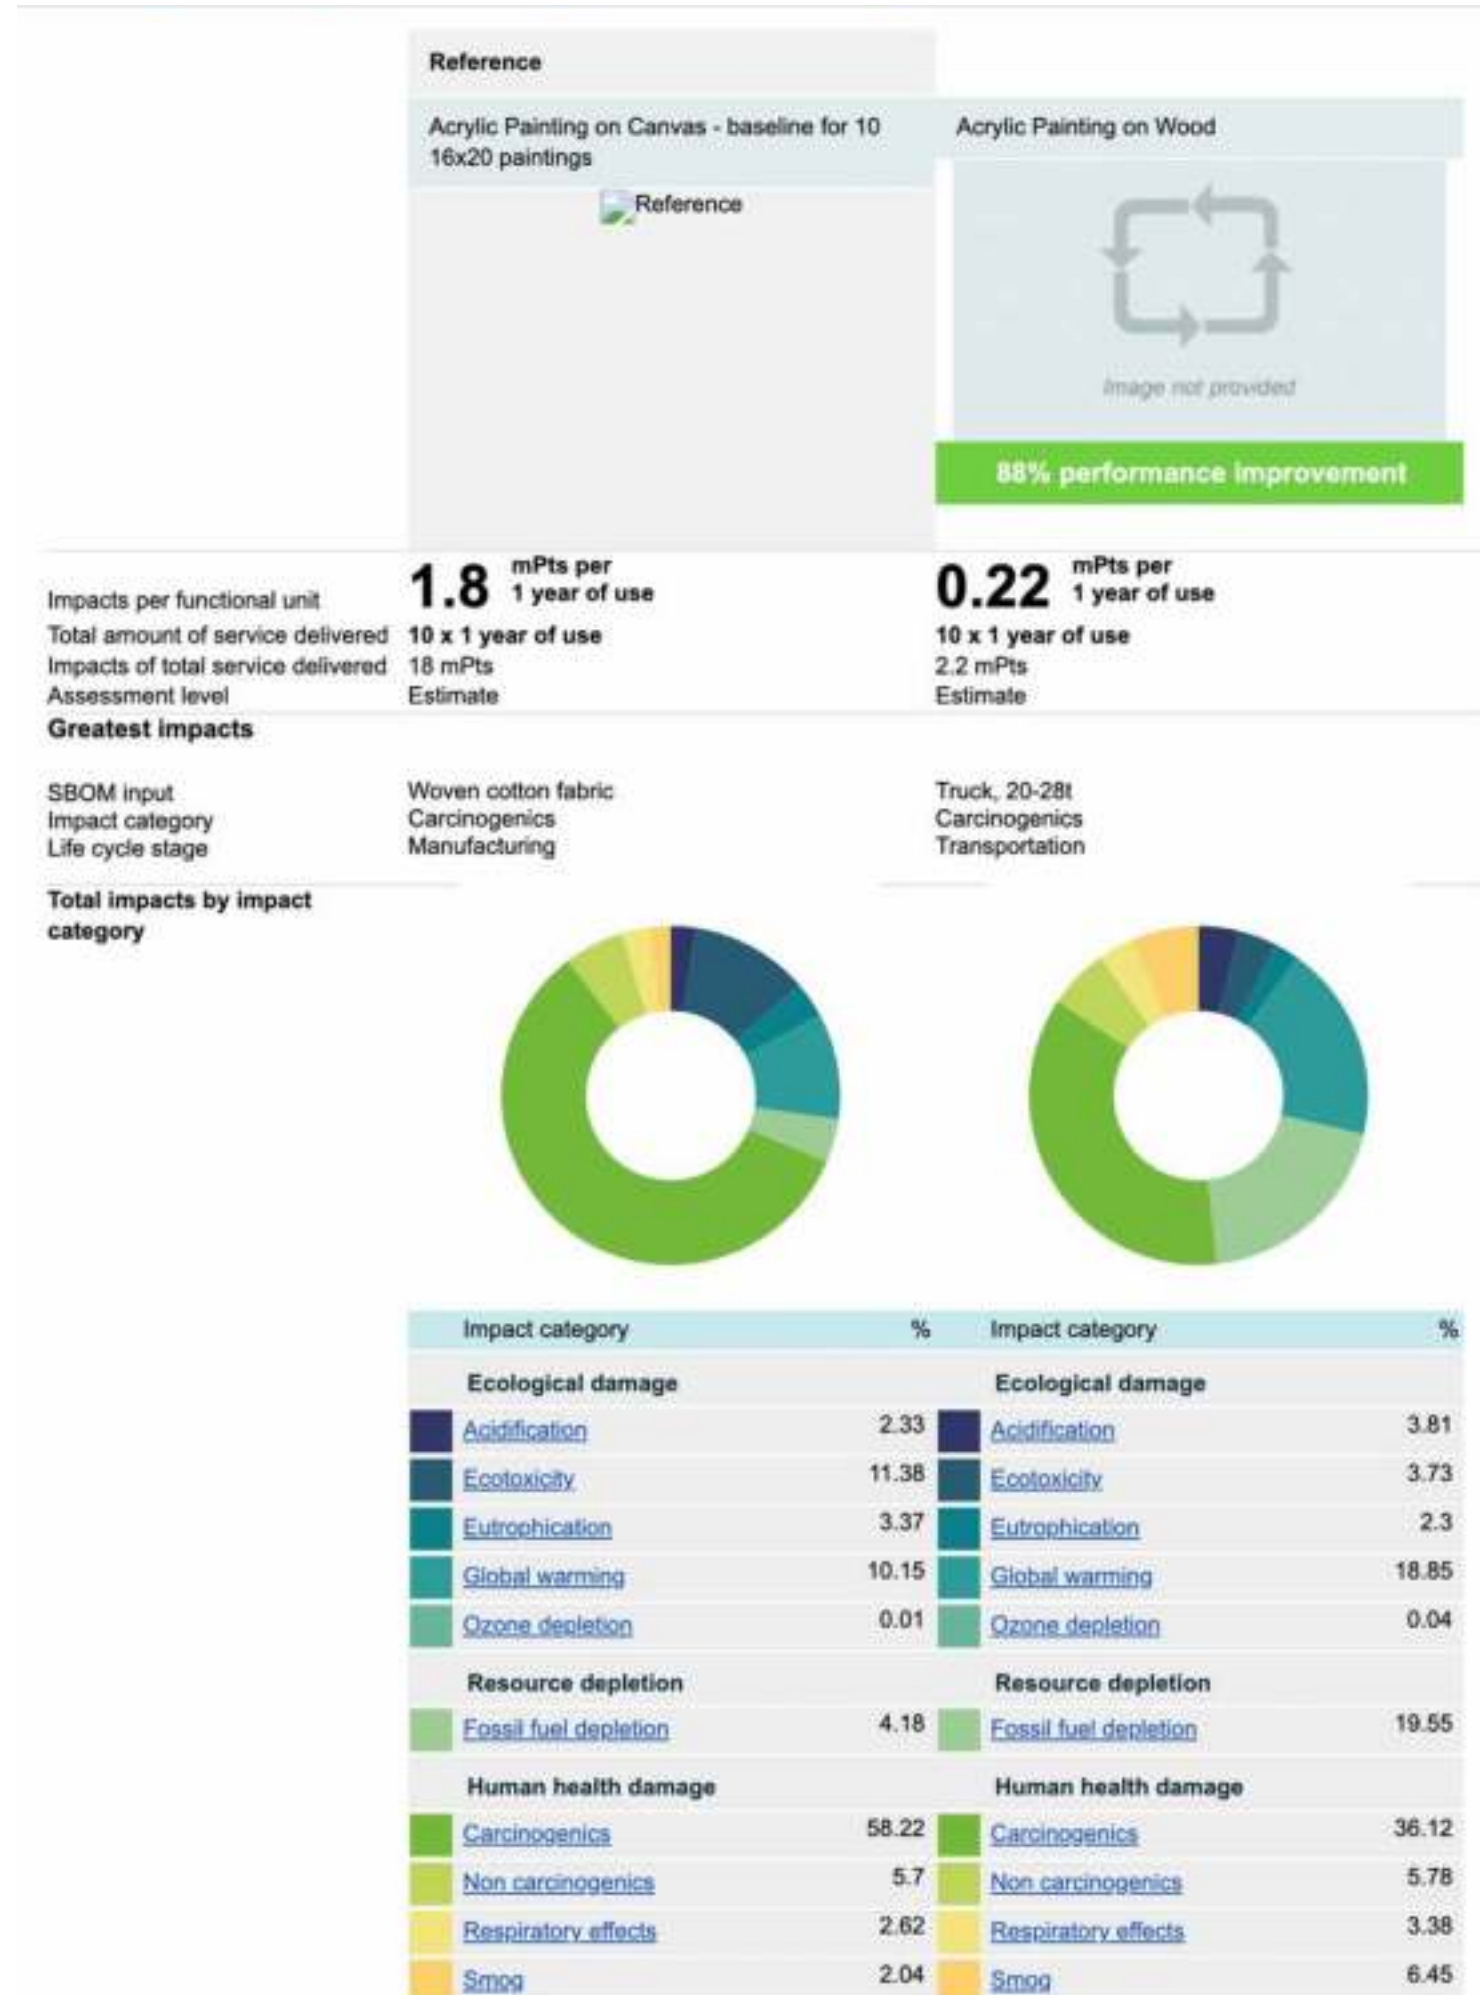 Reference
Acrylic Painting on Canvas - baseline for 10
16x20 paintings
Acrylic Painting on Wood
Reference
Image not provided
88% performance improvement
Impacts per functional unit 1.8 mPts per 1 year of use 0.22 mPts per 1 year of use
Total amount of service delivered 10 x 1 year of use 10 x 1 year of use
Impacts of total service delivered 18 mPts 2.2 mPts
Assessment level Estimate Estimate
Greatest impacts
SBOM input Woven cotton fabric Truck, 20-28t
Impact category Carcinogenics Carcinogenics
Life cycle stage Manufacturing Transportation
Total impacts by impact
category
Impact category % Impact category %
Ecological damage Ecological damage
Acidification 2.33 Acidification 3.81
Ecotoxicity 11.38 Ecotoxicity 3.73
Eutrophication 3.37 Eutrophication 2.3
Global warming 10.15 Global warming 18.85
Ozone depletion 0.01 Ozone depletion 0.04
Resource depletion Resource depletion
Fossil fuel depletion 4.18 Fossil fuel depletion 19.55
Human health damage Human health damage
Carcinogenics 58.22 Carcinogenics 36.12
Non carcinogenics 5.7 Non carcinogenics 5.78
Respiratory effects 2.62 Respiratory effects 3.38
Smog 2.04 Smog 6.45